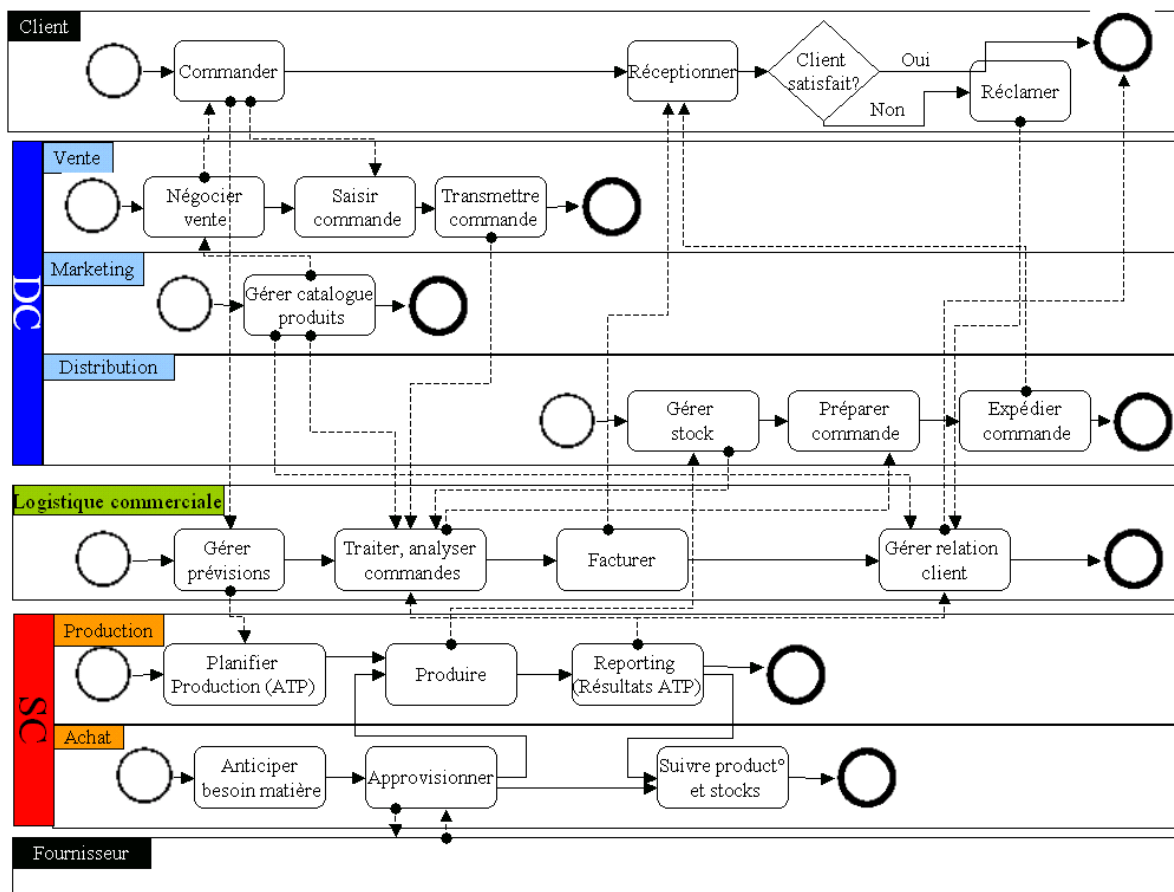 Client
Commander
Réceptionner
Client
satisfait?
Oui
Non
Réclamer
DC
Vente
Négocier
vente
Saisir
commande
Transmettre
commande
Marketing
Gérer catalogue
produits
Distribution
Gérer
stock
Préparer
commande
Expédier
commande
Logistique commerciale
Gérer
prévisions
Traiter, analyser
commandes
Facturer
Gérer relation
client
SC
Production
Planifier
Production (ATP)
Produire
Reporting
(Résultats ATP)
Achat
Anticiper
besoin matière
Approvisionner
Suivre product°
et stocks
Fournisseur